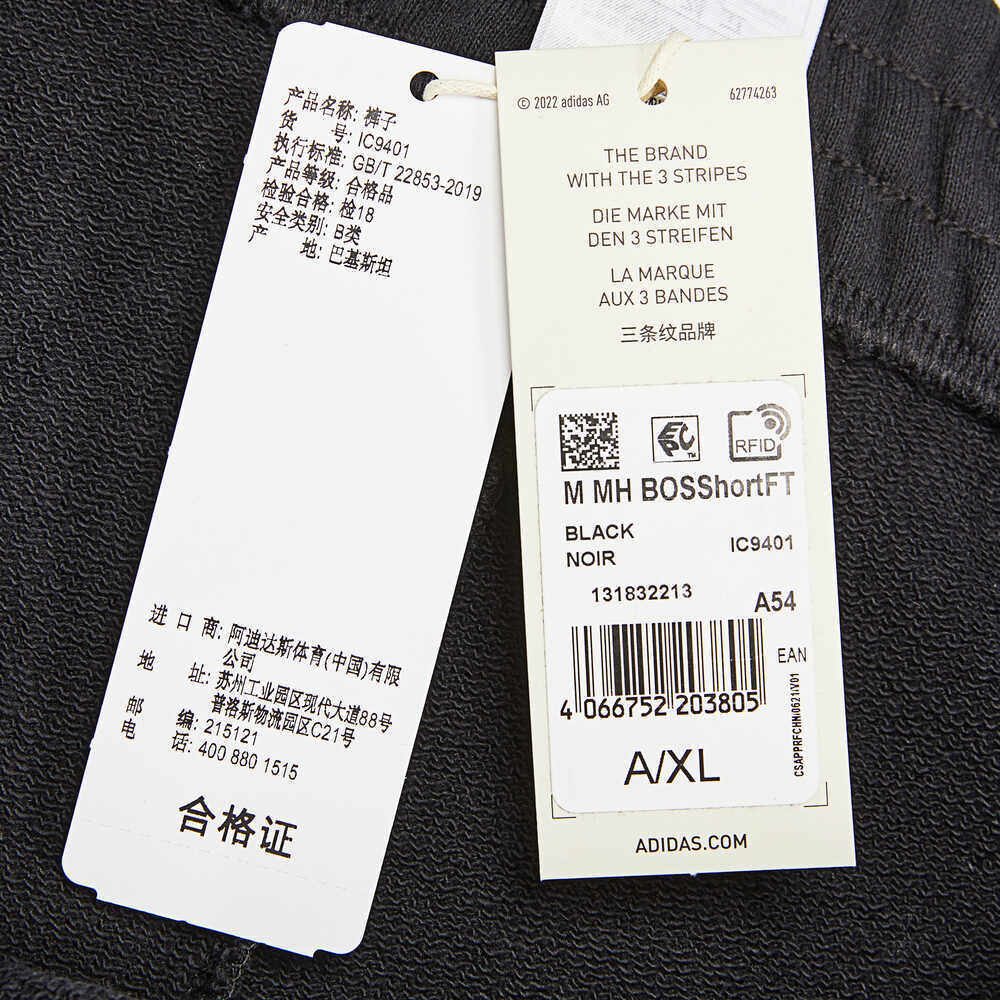 产品名称: 裤子
货 号: IC9401
执行标准: GB/T 22853-2019
产品等级: 合格品
检验合格: 检18
安全类别: B类
产 地: 巴基斯坦
进 口 商: 阿迪达斯体育(中国)有限
公司
地 址: 苏州工业园区现代大道88号
普洛斯物流园区C21号
邮 编: 215121
电 话: 400 880 1515
合格证
© 2022 adidas AG 62774263
THE BRAND
WITH THE 3 STRIPES
DIE MARKE MIT
DEN 3 STREIFEN
LA MARQUE
AUX 3 BANDES
三条纹品牌
EPC TM RFID
M MH BOSShortFT
BLACK
NOIR IC9401
131832213
A54
EAN
4 066752 203805
CSAPPRFCHN/0621/V01
A/XL
ADIDAS.COM